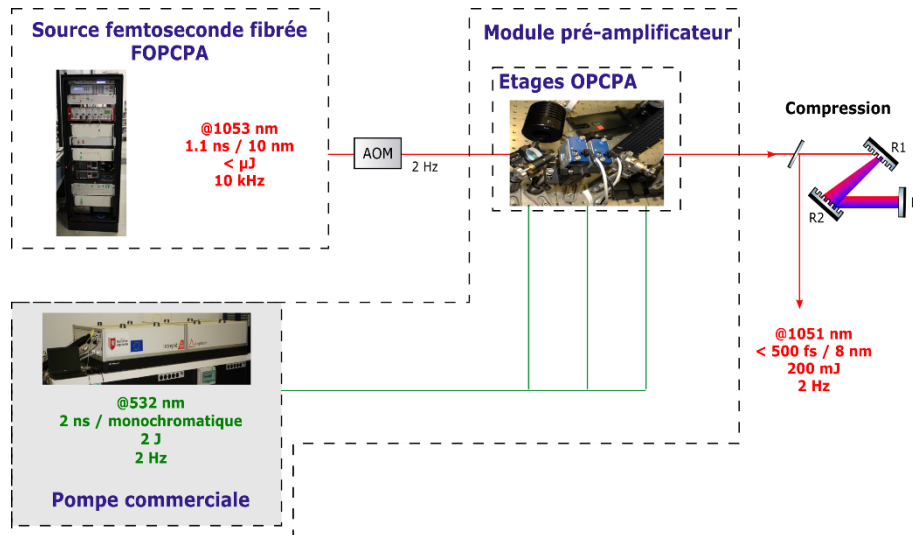 Source femtoseconde fibrée
FOPCPA
@1053 nm
1.1 ns / 10 nm
< µJ
10 kHz
AOM
2 Hz
Module pré-amplificateur
Etages OPCPA
Compression
R1
R2
@1051 nm
< 500 fs / 8 nm
200 mJ
2 Hz
@532 nm
2 ns / monochromatique
2 J
2 Hz
Pompe commerciale